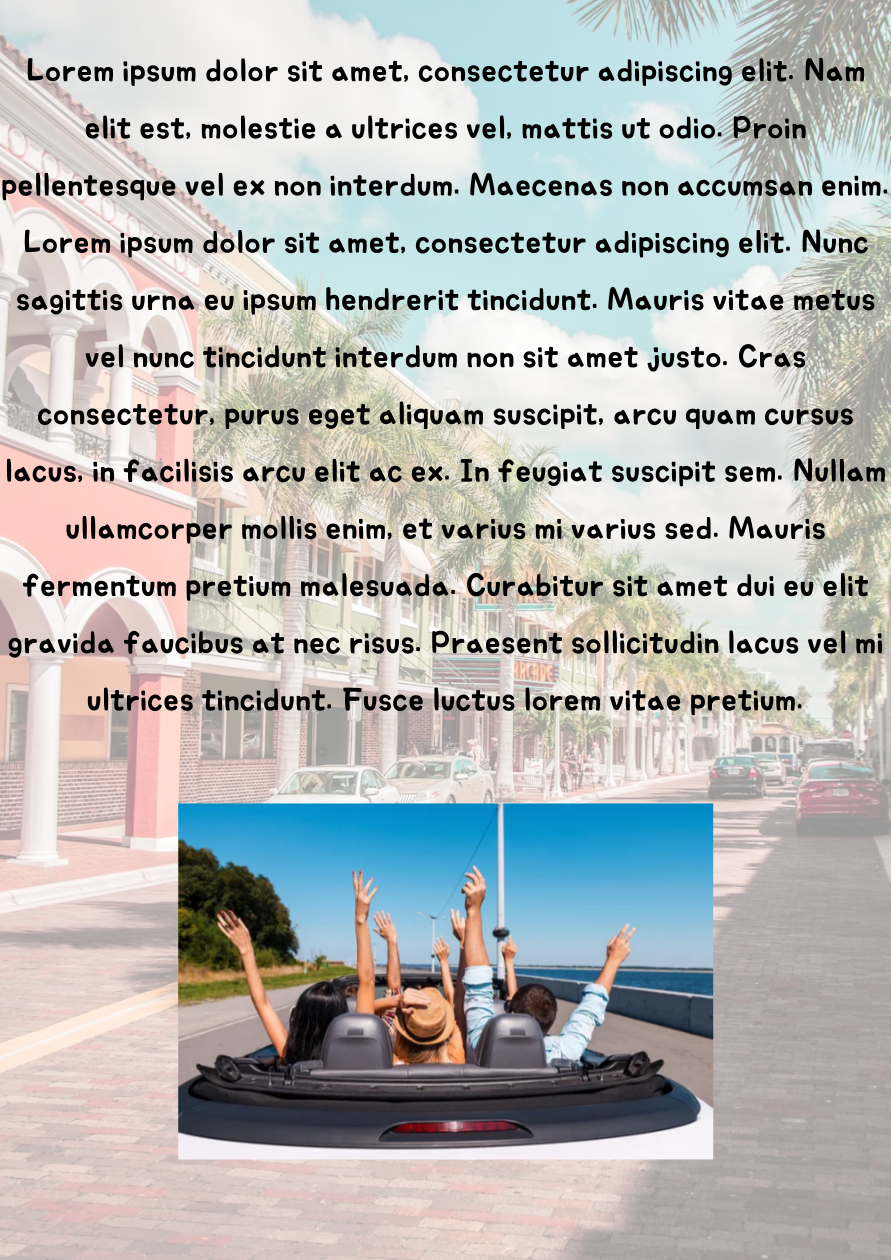 Lorem ipsum dolor sit amet, consectetur adipiscing elit. Nam
elit est, molestie a ultrices vel, mattis ut odio. Proin
pellentesque vel ex non interdum. Maecenas non accumsan enim.
Lorem ipsum dolor sit amet, consectetur adipiscing elit. Nunc
sagittis urna eu ipsum hendrerit tincidunt. Mauris vitae metus
vel nunc tincidunt interdum non sit amet justo. Cras
consectetur, purus eget aliquam suscipit, arcu quam cursus
lacus, in facilisis arcu elit ac ex. In feugiat suscipit sem. Nullam
ullamcorper mollis enim, et varius mi varius sed. Mauris
fermentum pretium malesuada. Curabitur sit amet dui eu elit
gravida faucibus at nec risus. Praesent sollicitudin lacus vel mi
ultrices tincidunt. Fusce luctus lorem vitae pretium.